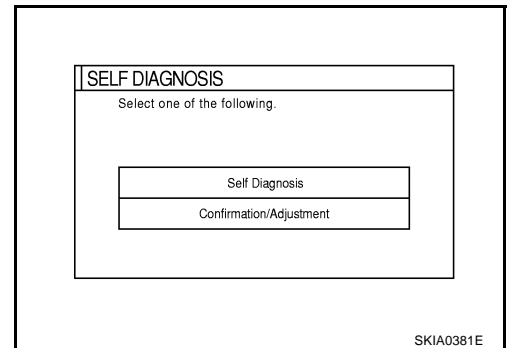 SELF DIAGNOSIS
Select one of the following.
Self Diagnosis
Confirmation/Adjustment
SKIA0381E